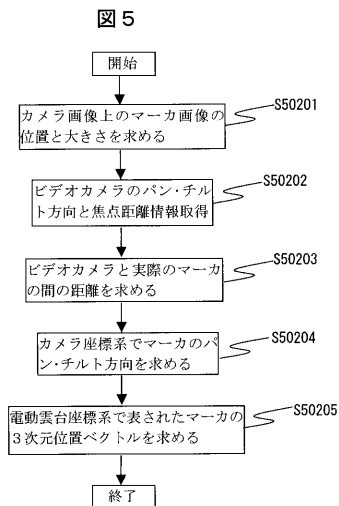 図５
開始
カメラ画像上のマーカ画像の
位置と大きさを求める
S50201
ビデオカメラのパン・チル
ト方向と焦点距離情報取得
S50202
ビデオカメラと実際のマーカ
の間の距離を求める
S50203
カメラ座標系でマーカのパ
ン・チルト方向を求める
S50204
電動雲台座標系で表されたマーカの
３次元位置ベクトルを求める
S50205
終了